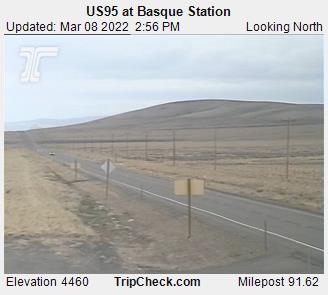 US95 at Basque Station
Updated: Mar 08 2022 2:56 PM Looking North
Elevation 4460 TripCheck.com Milepost 91.62